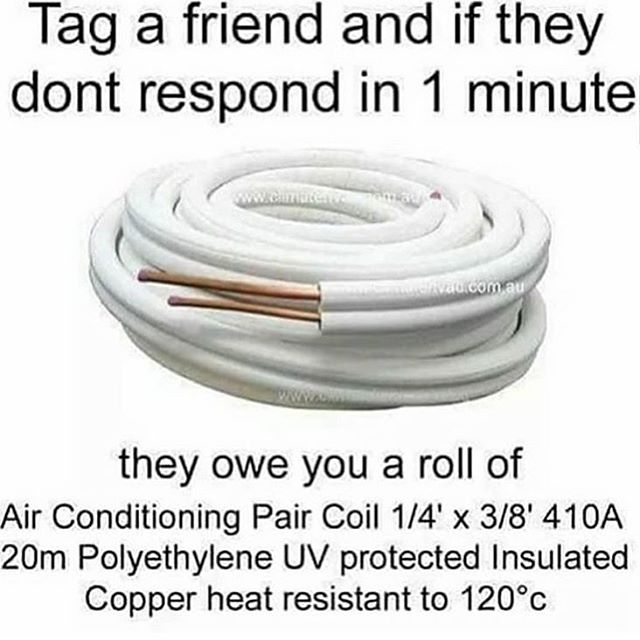 Tag a friend and if they
dont respond in 1 minute
they owe you a roll of
Air Conditioning Pair Coil 1/4' x 3/8' 410A
20m Polyethylene UV protected Insulated
Copper heat resistant to 120°c